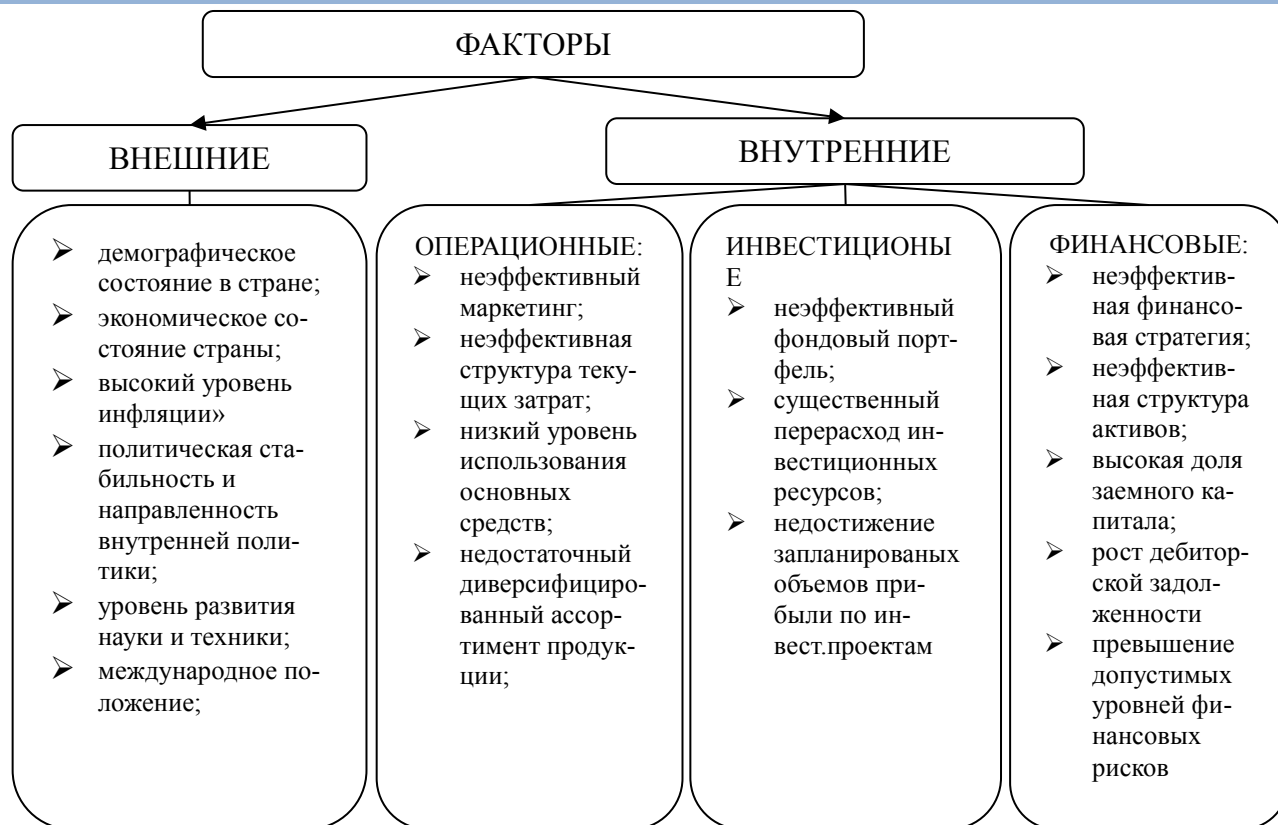 ФАКТОРЫ
ВНЕШНИЕ
ВНУТРЕННИЕ
➢ демографическое
состояние в стране;
➢ экономическое со-
стояние страны;
➢ высокий уровень
инфляции»
➢ политическая ста-
бильность и
направленность
внутренней поли-
тики;
➢ уровень развития
науки и техники;
➢ международное по-
ложение;
ОПЕРАЦИОННЫЕ:
➢ неэффективный
маркетинг;
➢ неэффективная
структура теку-
щих затрат;
➢ низкий уровень
использования
основных
средств;
➢ недостаточный
диверсифициро-
ванный ассор-
тимент продук-
ции;
ИНВЕСТИЦИОНЫ
Е
➢ неэффективный
фондовый порт-
фель;
➢ существенный
перерасход ин-
вестиционных
ресурсов;
➢ недостижение
запланированых
объемов при-
были по ин-
вест.проектам
ФИНАНСОВЫЕ:
➢ неэффектив-
ная финансо-
вая стратегия;
➢ неэффектив-
ная структура
активов;
➢ высокая доля
заемного ка-
питала;
➢ рост дебитор-
ской задол-
женности
➢ превышение
допустимых
уровней фи-
нансовых
рисков